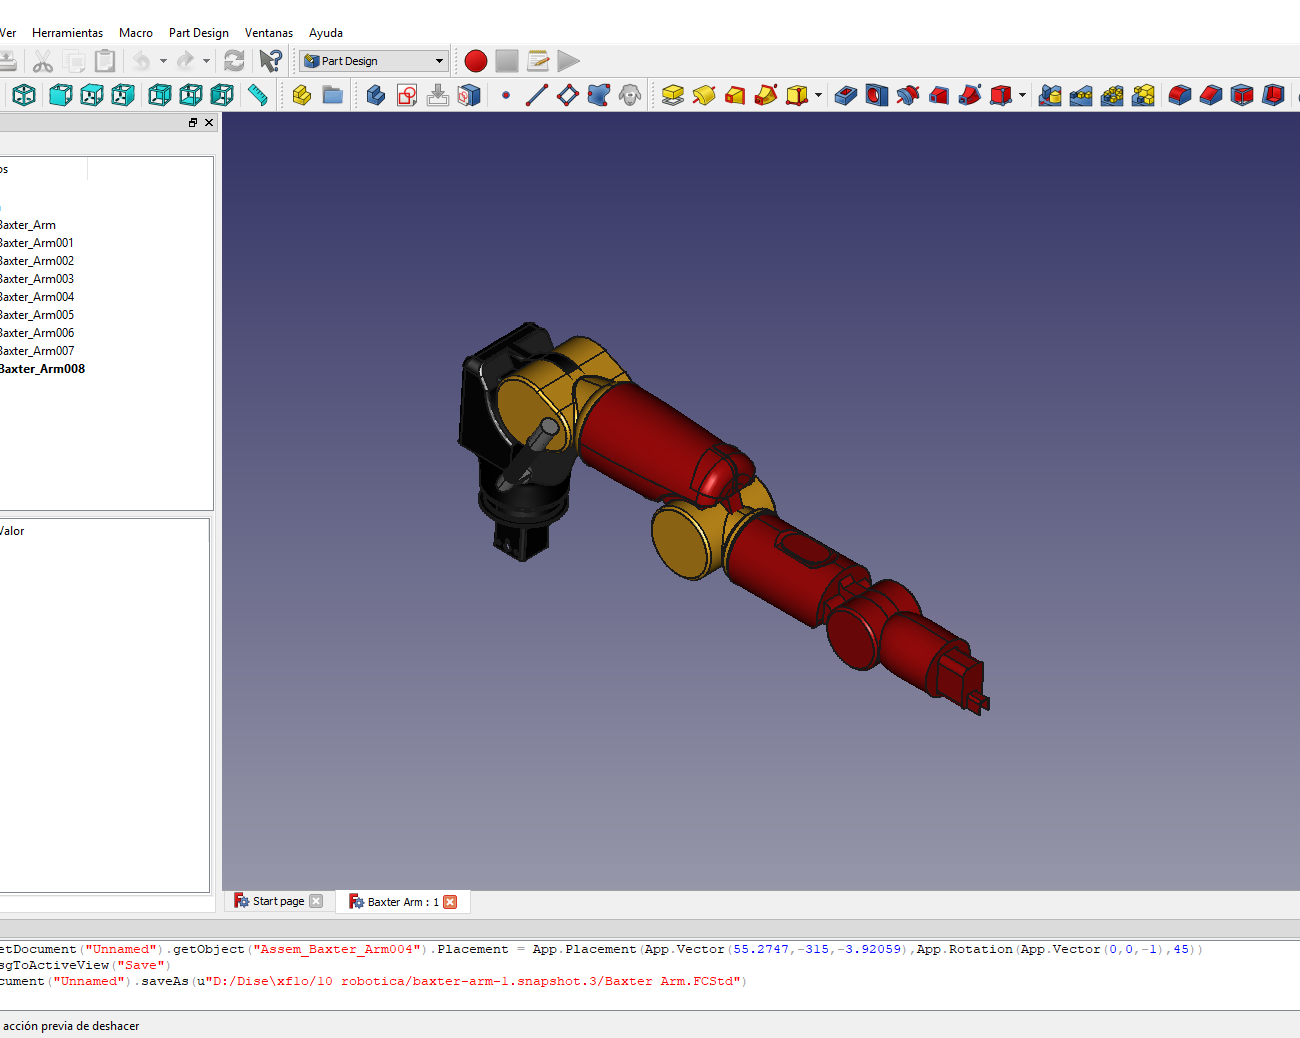 Ver Herramientas Macro Part Design Ventanas Ayuda
Part Design
os
Baxter_Arm
Baxter_Arm001
Baxter_Arm002
Baxter_Arm003
Baxter_Arm004
Baxter_Arm005
Baxter_Arm006
Baxter_Arm007
Baxter_Arm008
Valor
Start page Baxter Arm : 1
etDocument("Unnamed").getObject("Assem_Baxter_Arm004").Placement = App.Placement(App.Vector(55.2747,-315,-3.92059),App.Rotation(App.Vector(0,0,-1),45))
sgToActiveView("Save")
cument("Unnamed").saveAs(u"D:/Dise\xf1o/10 robotica/baxter-arm-1.snapshot.3/Baxter Arm.FCStd")
acción previa de deshacer